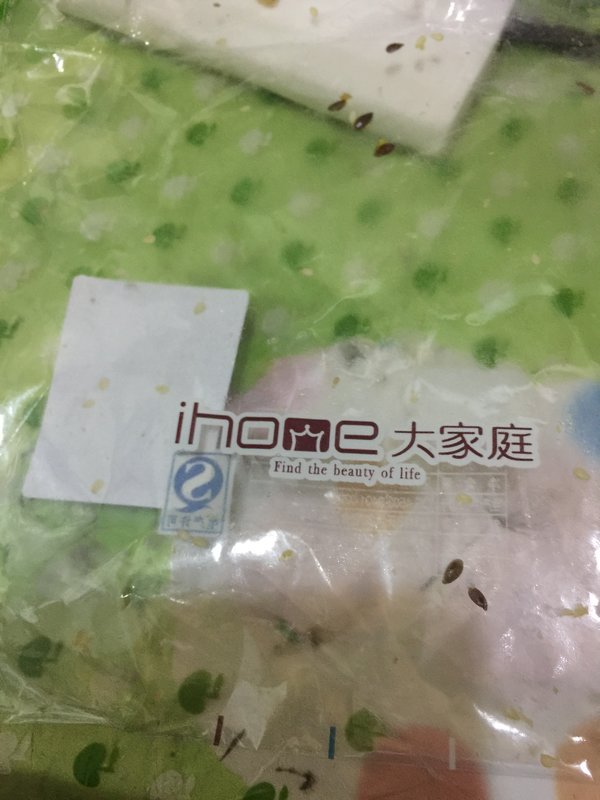 ihome 大家庭
Find the beauty of life